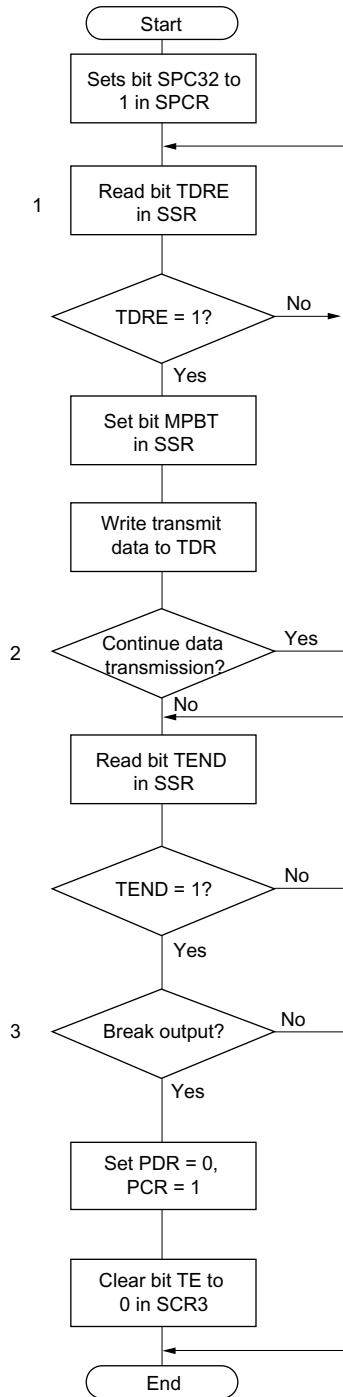 Start
Sets bit SPC32 to
1 in SPCR
1
Read bit TDRE
in SSR
TDRE = 1?
No
Yes
Set bit MPBT
in SSR
Write transmit
data to TDR
2
Continue data
transmission?
Yes
No
Read bit TEND
in SSR
TEND = 1?
No
Yes
3
Break output?
No
Yes
Set PDR = 0,
PCR = 1
Clear bit TE to
0 in SCR3
End